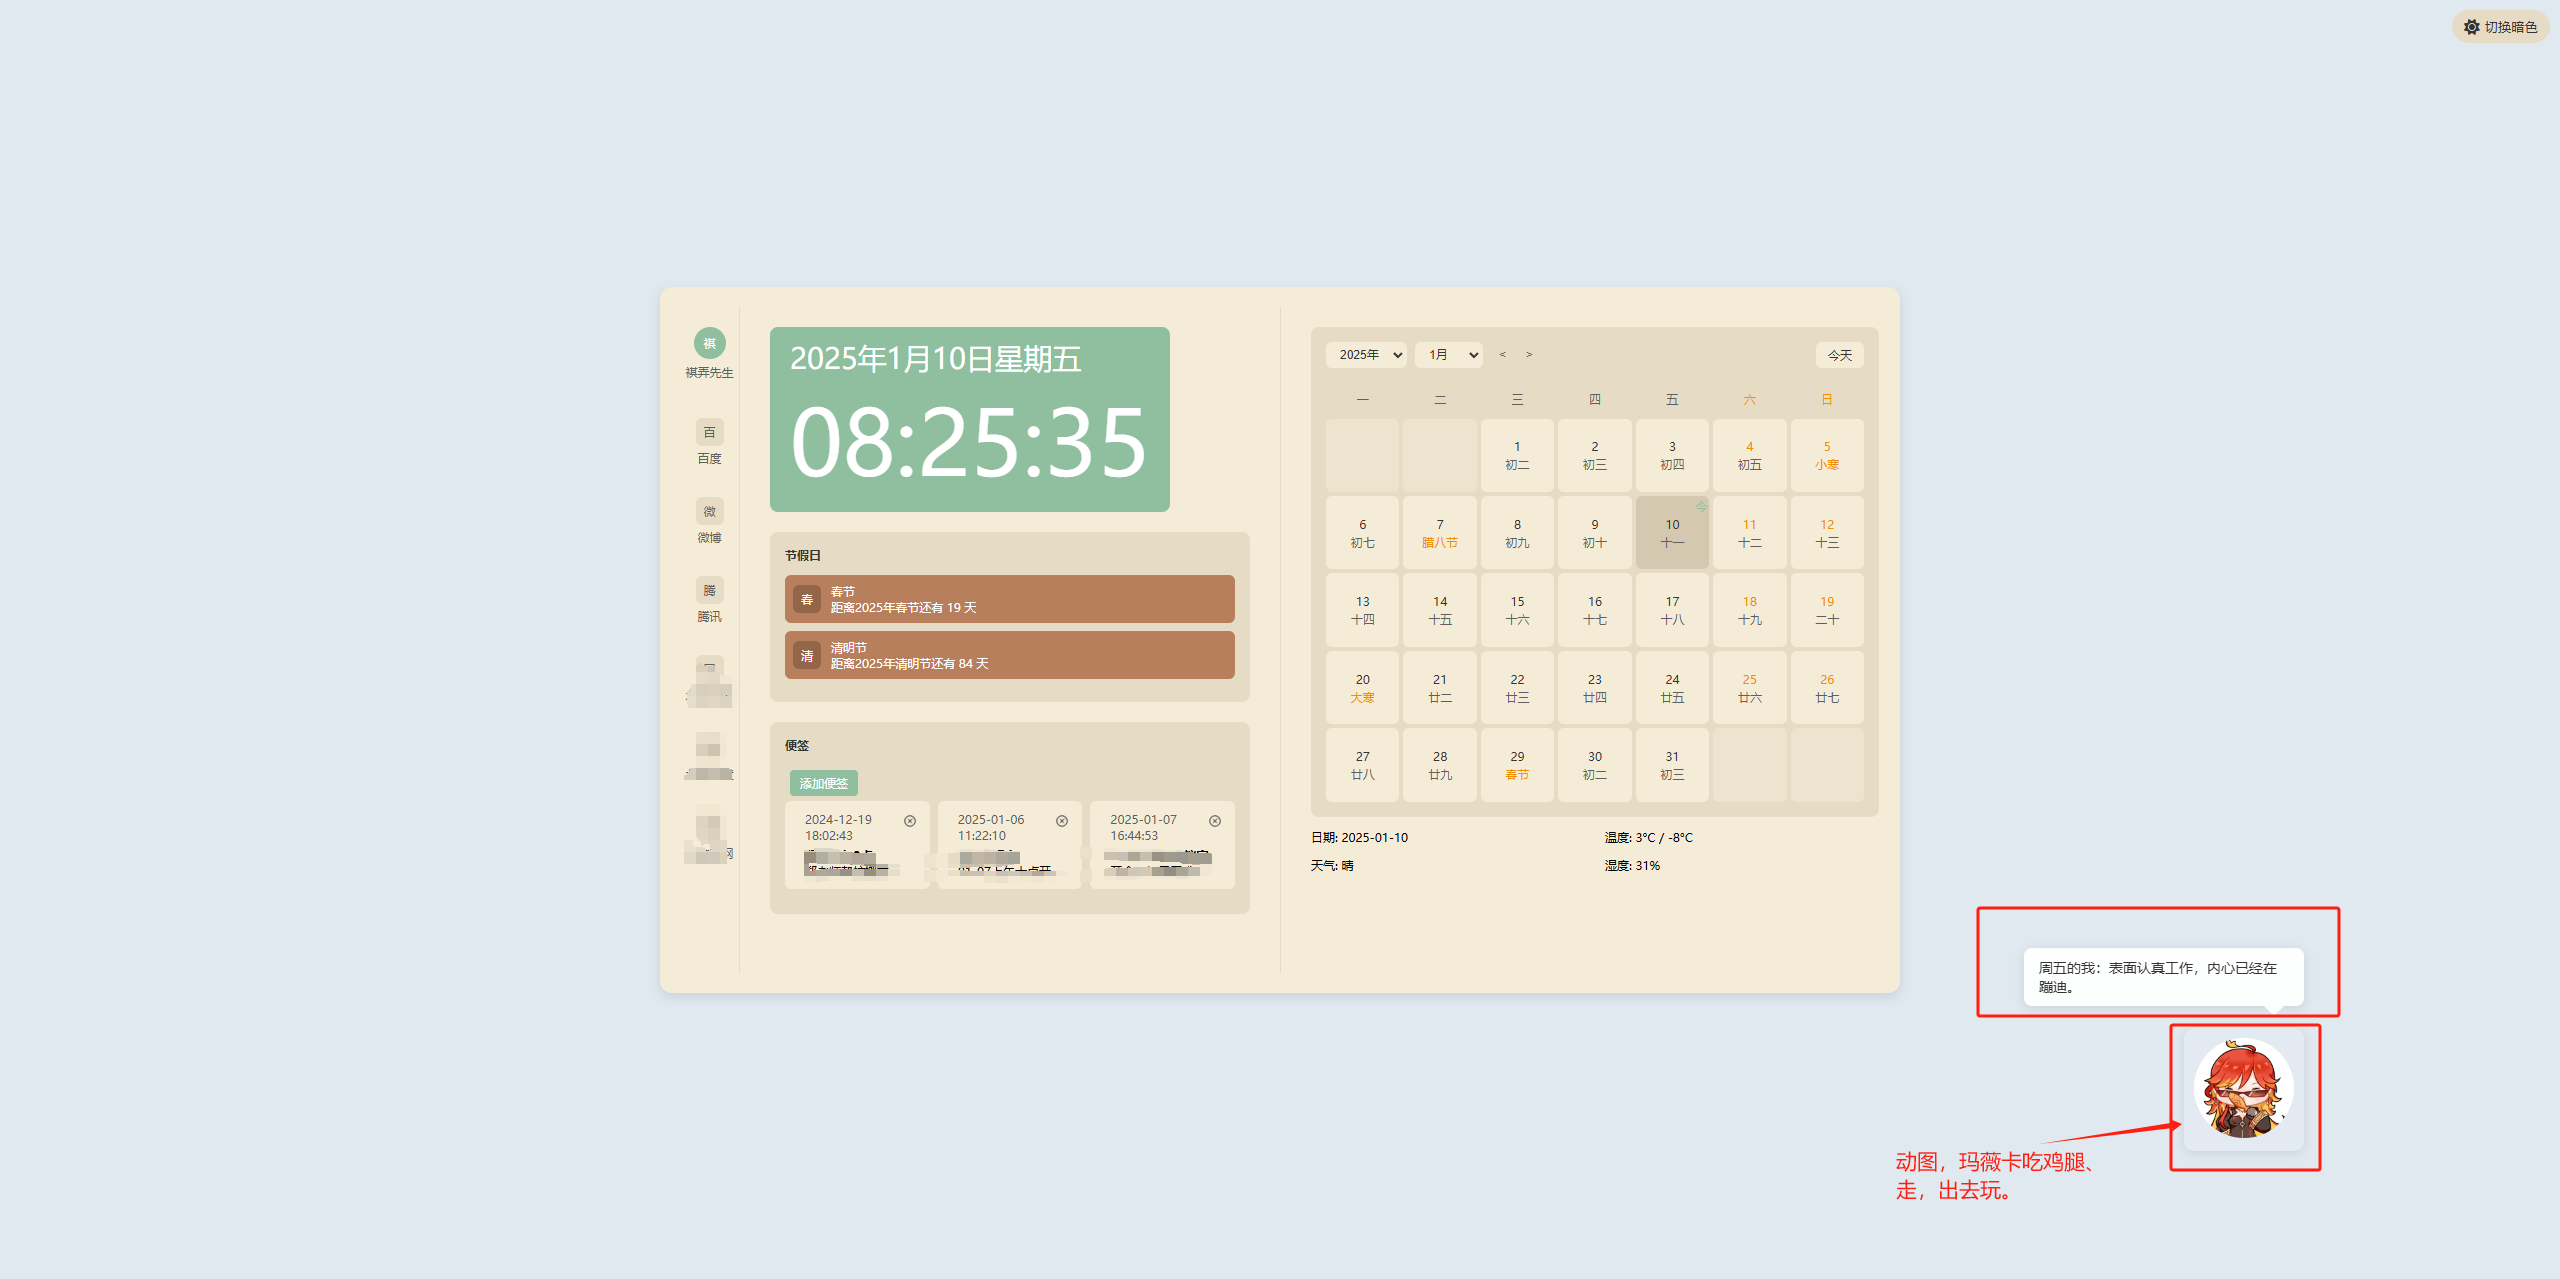 切换暗色
祺
祺弄先生
百
百度
微
微博
腾
腾讯
2025年1月10日星期五
08:25:35
节假日
春
春节
距离2025年春节还有 19 天
清
清明节
距离2025年清明节还有 84 天
便签
添加便签
2024-12-19
18:02:43
2025-01-06
11:22:10
2025-01-07
16:44:53
2025年 1月 < > 今天
一 二 三 四 五 六 日
1 2 3 4 5
初二 初三 初四 初五 小寒
今
6 7 8 9 10 11 12
初七 腊八节 初九 初十 十一 十二 十三
13 14 15 16 17 18 19
十四 十五 十六 十七 十八 十九 二十
20 21 22 23 24 25 26
大寒 廿二 廿三 廿四 廿五 廿六 廿七
27 28 29 30 31
廿八 廿九 春节 初二 初三
日期: 2025-01-10 温度: 3°C / -8°C
天气: 晴 湿度: 31%
周五的我：表面认真工作，内心已经在
蹦迪。
动图，玛薇卡吃鸡腿、
走，出去玩。